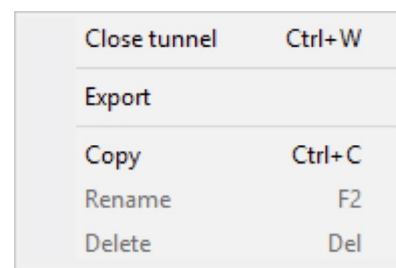 Close tunnel Ctrl+W
Export
Copy Ctrl+C
Rename F2
Delete Del